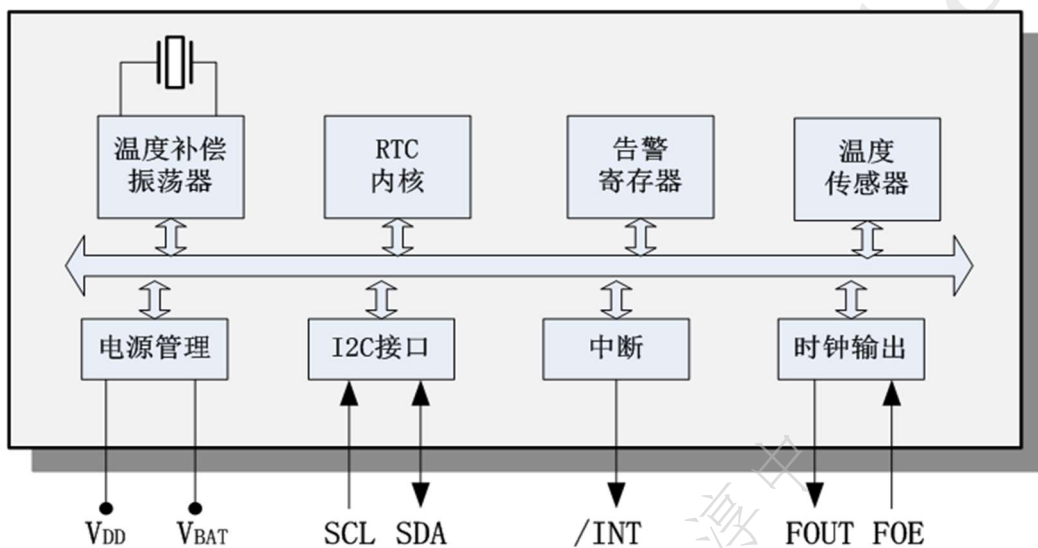 温度补偿
振荡器
RTC
内核
告警
寄存器
温度
传感器
电源管理
I2C接口
中断
时钟输出
VDD
VBAT
SCL
SDA
/INT
FOUT
FOE
淳中